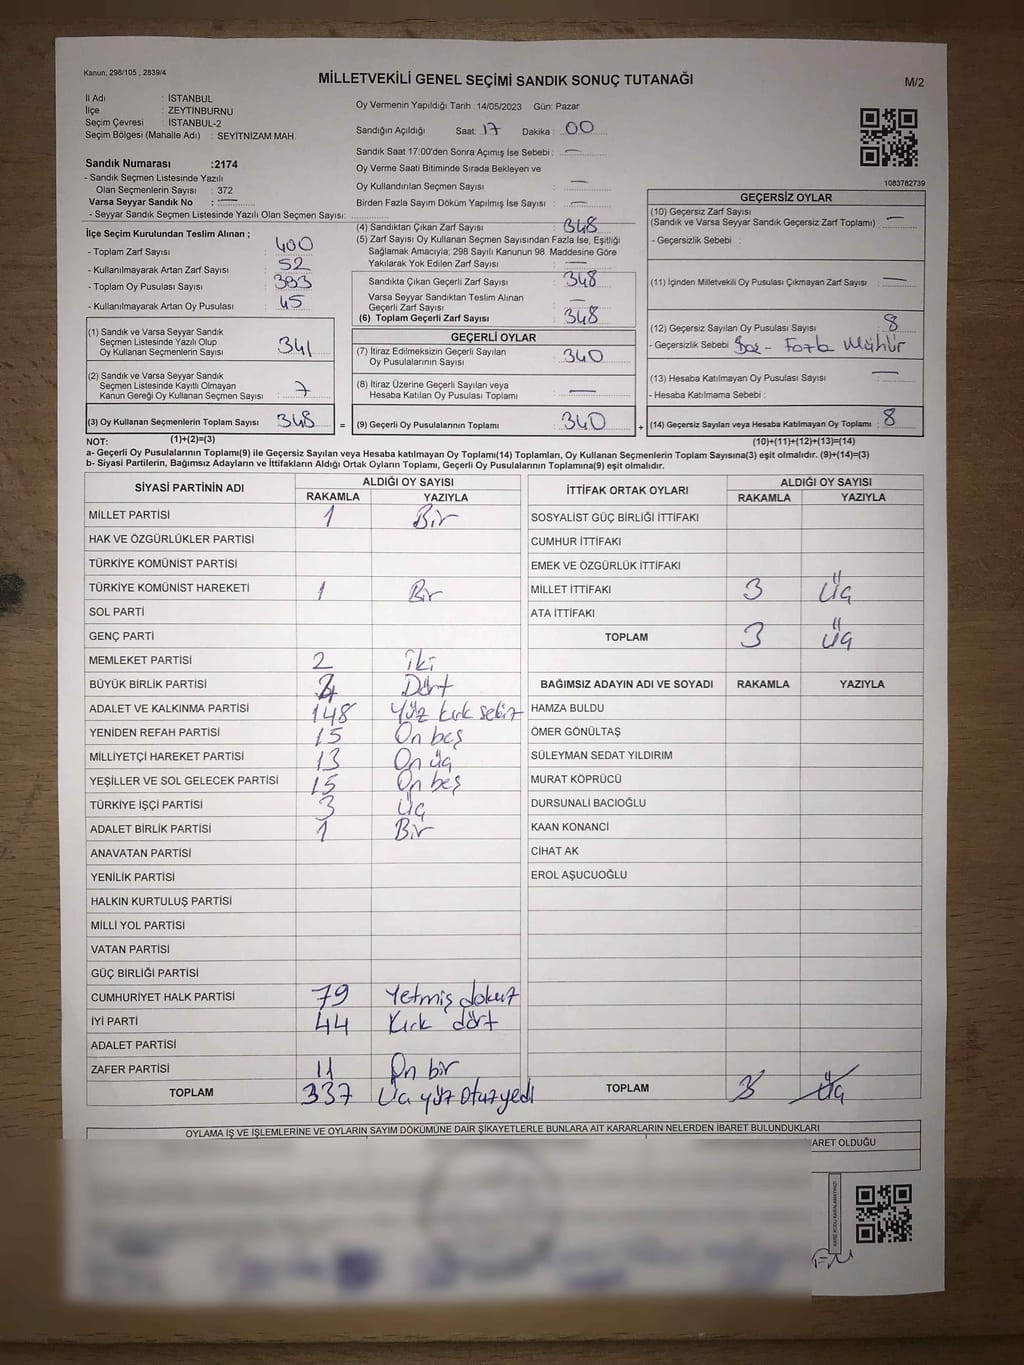 Kanun: 298/105 , 2839/4
MİLLETVEKİLİ GENEL SEÇİMİ SANDIK SONUÇ TUTANAĞI
M/2
İl Adı : İSTANBUL
İlçe : ZEYTİNBURNU
Seçim Çevresi : İSTANBUL-2
Seçim Bölgesi (Mahalle Adı) : SEYİTNİZAM MAH.
Oy Vermenin Yapıldığı Tarih : 14/05/2023 Gün: Pazar
Sandığın Açıldığı Saat: 17 Dakika : 00
Sandık Saat 17:00'den Sonra Açımış İse Sebebi : —
Oy Verme Saati Bitiminde Sırada Bekleyen ve
Oy Kullandırılan Seçmen Sayısı : —
Birden Fazla Sayım Döküm Yapılmış İse Sayısı : —
1083782739
Sandık Numarası :2174
- Sandık Seçmen Listesinde Yazılı
Olan Seçmenlerin Sayısı : 372
Varsa Seyyar Sandık No : —
- Seyyar Sandık Seçmen Listesinde Yazılı Olan Seçmen Sayısı:
İlçe Seçim Kurulundan Teslim Alınan ;
- Toplam Zarf Sayısı : 400
- Kullanılmayarak Artan Zarf Sayısı : 52
- Toplam Oy Pusulası Sayısı : 393
- Kullanılmayarak Artan Oy Pusulası : 45
(1) Sandık ve Varsa Seyyar Sandık
Seçmen Listesinde Yazılı Olup
Oy Kullanan Seçmenlerin Sayısı : 341
(2) Sandık ve Varsa Seyyar Sandık
Seçmen Listesinde Kayıtlı Olmayan
Kanun Gereği Oy Kullanan Seçmen Sayısı : 7
(3) Oy Kullanan Seçmenlerin Toplam Sayısı : 348 =
(4) Sandıktan Çıkan Zarf Sayısı : 348
(5) Zarf Sayısı Oy Kullanan Seçmen Sayısından Fazla İse, Eşitliği
Sağlamak Amacıyla; 298 Sayılı Kanunun 98. Maddesine Göre
Yakılarak Yok Edilen Zarf Sayısı : —
Sandıkta Çıkan Geçerli Zarf Sayısı : 348
Varsa Seyyar Sandıktan Teslim Alınan
Geçerli Zarf Sayısı : —
(6) Toplam Geçerli Zarf Sayısı : 348
GEÇERLİ OYLAR
(7) İtiraz Edilmeksizin Geçerli Sayılan
Oy Pusulalarının Sayısı : 340
(8) İtiraz Üzerine Geçerli Sayılan veya
Hesaba Katılan Oy Pusulası Toplamı : —
(9) Geçerli Oy Pusulalarının Toplamı : 340 +
GEÇERSİZ OYLAR
(10) Geçersiz Zarf Sayısı
(Sandık ve Varsa Seyyar Sandık Geçersiz Zarf Toplamı) : —
- Geçersizlik Sebebi :
(11) İçinden Milletvekili Oy Pusulası Çıkmayan Zarf Sayısı : —
(12) Geçersiz Sayılan Oy Pusulası Sayısı : 8
- Geçersizlik Sebebi : Boş - Fazla Mühür
(13) Hesaba Katılmayan Oy Pusulası Sayısı : —
- Hesaba Katılmama Sebebi :
(14) Geçersiz Sayılan veya Hesaba Katılmayan Oy Toplamı : 8
NOT: (1)+(2)=(3)
(10)+(11)+(12)+(13)=(14)
a- Geçerli Oy Pusulalarının Toplamı(9) ile Geçersiz Sayılan veya Hesaba katılmayan Oy Toplamı(14) Toplamları, Oy Kullanan Seçmenlerin Toplam Sayısına(3) eşit olmalıdır. (9)+(14)=(3)
b- Siyasi Partilerin, Bağımsız Adayların ve İttifakların Aldığı Ortak Oyların Toplamı, Geçerli Oy Pusulalarının Toplamına(9) eşit olmalıdır.
SİYASİ PARTİNİN ADI ALDIĞI OY SAYISI
RAKAMLA YAZIYLA
MİLLET PARTİSİ 1 Bir
HAK VE ÖZGÜRLÜKLER PARTİSİ
TÜRKİYE KOMÜNİST PARTİSİ
TÜRKİYE KOMÜNİST HAREKETİ 1 Bir
SOL PARTİ
GENÇ PARTİ
MEMLEKET PARTİSİ 2 iki
BÜYÜK BİRLİK PARTİSİ 4 Dört
ADALET VE KALKINMA PARTİSİ 148 Yüz kırk sekiz
YENİDEN REFAH PARTİSİ 15 On beş
MİLLİYETÇİ HAREKET PARTİSİ 13 On üç
YEŞİLLER VE SOL GELECEK PARTİSİ 15 On beş
TÜRKİYE İŞÇİ PARTİSİ 3 Üç
ADALET BİRLİK PARTİSİ 1 Bir
ANAVATAN PARTİSİ
YENİLİK PARTİSİ
HALKIN KURTULUŞ PARTİSİ
MİLLİ YOL PARTİSİ
VATAN PARTİSİ
GÜÇ BİRLİĞİ PARTİSİ
CUMHURİYET HALK PARTİSİ 79 Yetmiş dokuz
İYİ PARTİ 44 Kırk dört
ADALET PARTİSİ
ZAFER PARTİSİ 11 On bir
TOPLAM 337 Üç yüz otuz yedi
İTTİFAK ORTAK OYLARI ALDIĞI OY SAYISI
RAKAMLA YAZIYLA
SOSYALİST GÜÇ BİRLİĞİ İTTİFAKI
CUMHUR İTTİFAKI
EMEK VE ÖZGÜRLÜK İTTİFAKI
MİLLET İTTİFAKI 3 Üç
ATA İTTİFAKI
TOPLAM 3 Üç
BAĞIMSIZ ADAYIN ADI VE SOYADI RAKAMLA YAZIYLA
HAMZA BULDU
ÖMER GÖNÜLTAŞ
SÜLEYMAN SEDAT YILDIRIM
MURAT KÖPRÜCÜ
DURSUNALİ BACIOĞLU
KAAN KONANCİ
CİHAT AK
EROL AŞUCUOĞLU
TOPLAM 3 Üç
OYLAMA İŞ VE İŞLEMLERİNE VE OYLARIN SAYIM DÖKÜMÜNE DAİR ŞİKAYETLERLE BUNLARA AİT KARARLARIN NELERDEN İBARET BULUNDUKLARI
ARET OLDUĞU